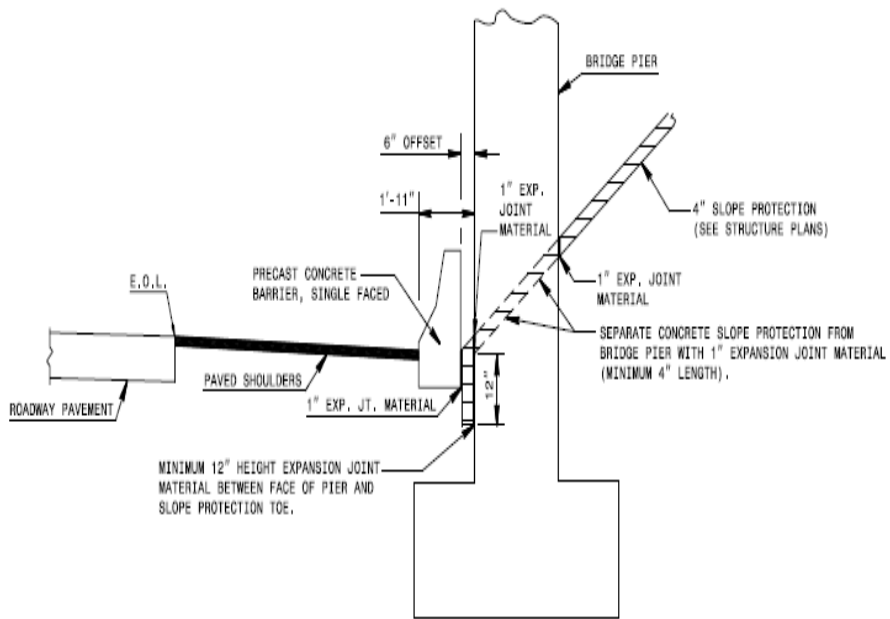 BRIDGE PIER
6" OFFSET
1'-11"
1" EXP.
JOINT
MATERIAL
4" SLOPE PROTECTION
(SEE STRUCTURE PLANS)
E.O.L.
PRECAST CONCRETE
BARRIER, SINGLE FACED
1" EXP. JOINT
MATERIAL
SEPARATE CONCRETE SLOPE PROTECTION FROM
BRIDGE PIER WITH 1" EXPANSION JOINT MATERIAL
(MINIMUM 4" LENGTH).
PAVED SHOULDERS
1" EXP. JT. MATERIAL
12"
ROADWAY PAVEMENT
MINIMUM 12" HEIGHT EXPANSION JOINT
MATERIAL BETWEEN FACE OF PIER AND
SLOPE PROTECTION TOE.